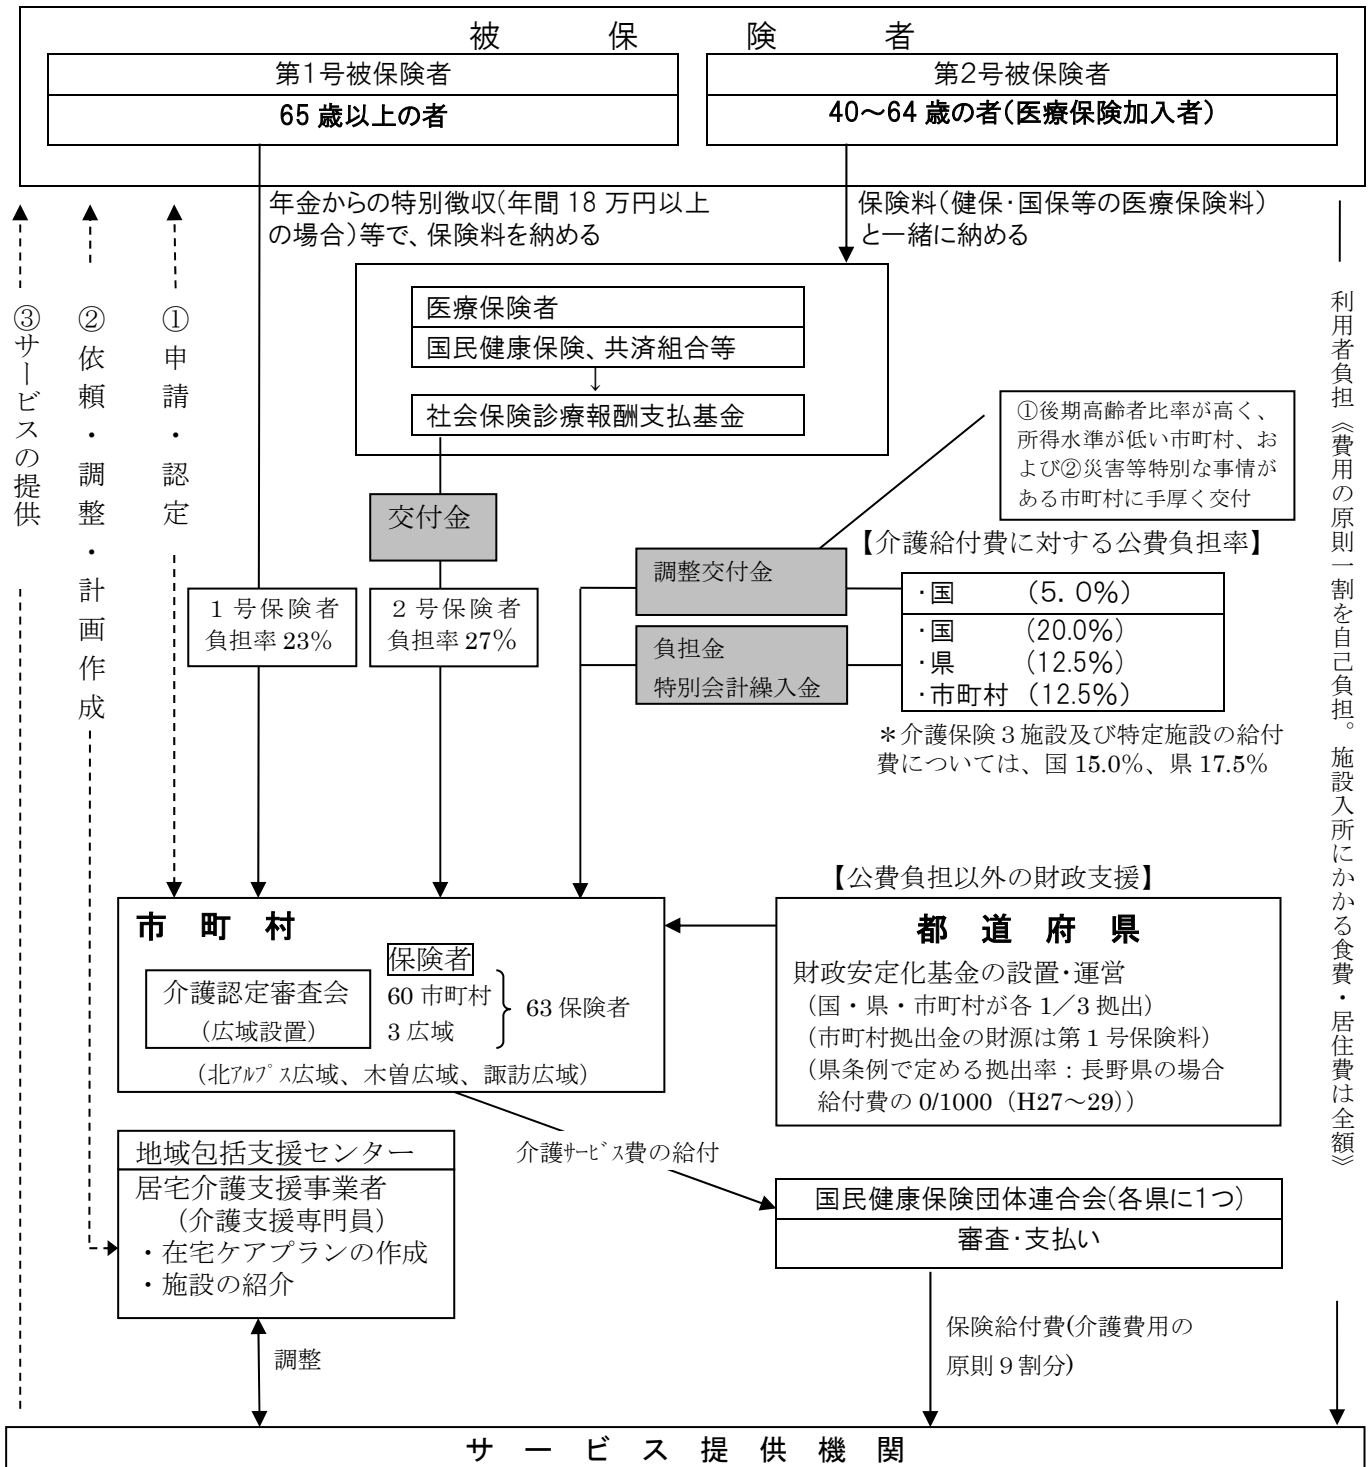 被保険者
第1号被保険者
65 歳以上の者
第2号被保険者
40～64 歳の者(医療保険加入者)
年金からの特別徴収(年間 18 万円以上
の場合)等で、保険料を納める
保険料(健保・国保等の医療保険料)
と一緒に納める
③サービスの提供
②依頼・調整・計画作成
①申請・認定
医療保険者
国民健康保険、共済組合等
↓
社会保険診療報酬支払基金
交付金
①後期高齢者比率が高く、
所得水準が低い市町村、お
よび②災害等特別な事情が
ある市町村に手厚く交付
【介護給付費に対する公費負担率】
１号保険者
負担率 23%
２号保険者
負担率 27%
調整交付金
負担金
特別会計繰入金
・国 (5.0%)
・国 (20.0%)
・県 (12.5%)
・市町村 (12.5%)
＊介護保険３施設及び特定施設の給付
費については、国 15.0%、県 17.5%
利用者負担《費用の原則一割を自己負担。施設入所にかかる食費・居住費は全額》
【公費負担以外の財政支援】
市町村
保険者
介護認定審査会
（広域設置）
60 市町村
3 広域
63 保険者
（北ｱﾙﾌﾟｽ広域、木曽広域、諏訪広域）
都道府県
財政安定化基金の設置・運営
（国・県・市町村が各 1／3 拠出）
（市町村拠出金の財源は第１号保険料）
（県条例で定める拠出率：長野県の場合
給付費の 0/1000（H27～29））
地域包括支援センター
居宅介護支援事業者
（介護支援専門員）
・在宅ケアプランの作成
・施設の紹介
介護ｻｰﾋﾞｽ費の給付
国民健康保険団体連合会(各県に1つ)
審査・支払い
調整
保険給付費(介護費用の
原則９割分)
サービス提供機関